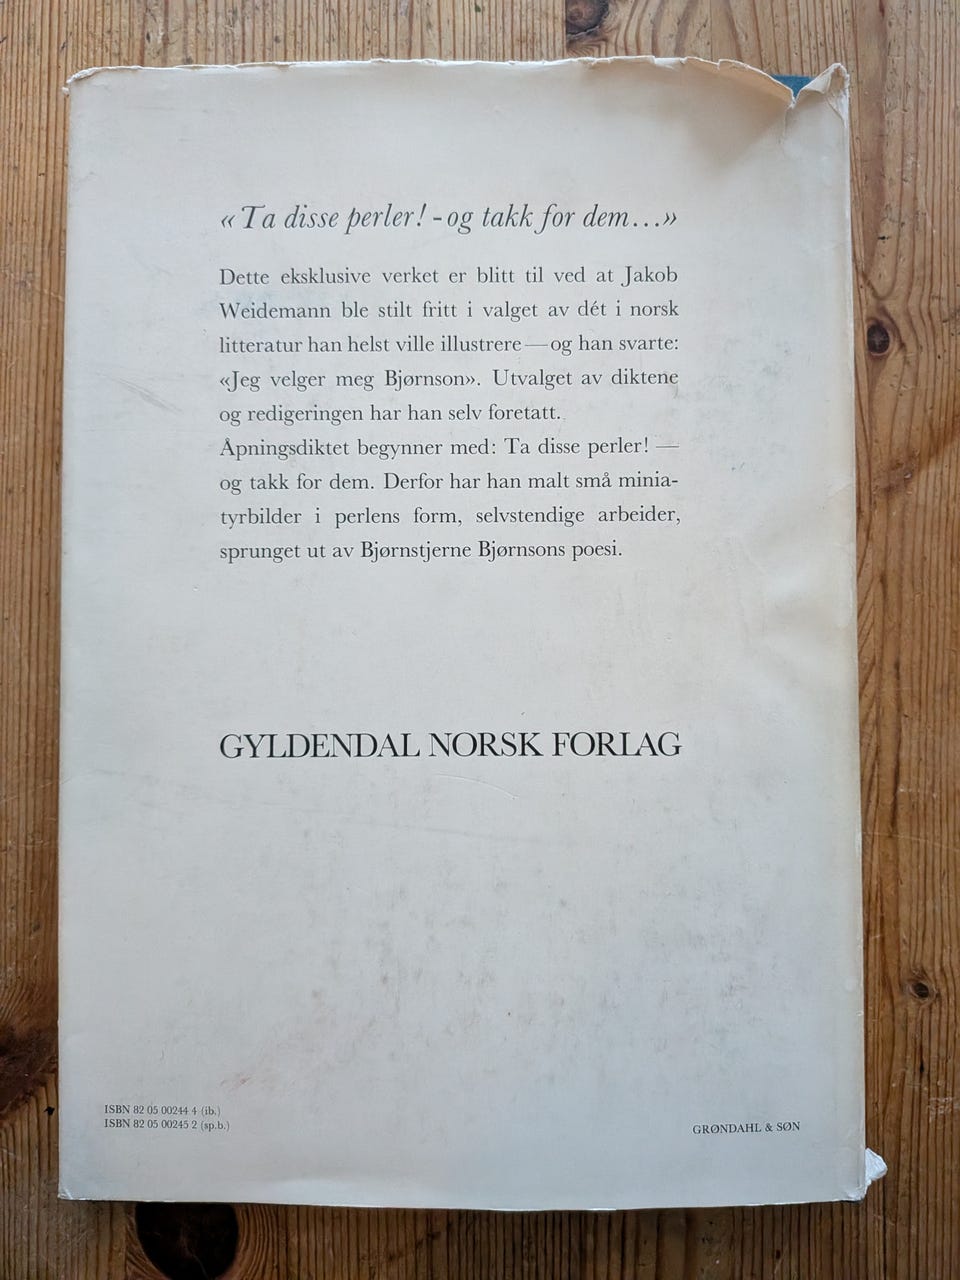 « Ta disse perler! - og takk for dem...»
Dette eksklusive verket er blitt til ved at Jakob
Weidemann ble stilt fritt i valget av dét i norsk
litteratur han helst ville illustrere — og han svarte:
«Jeg velger meg Bjørnson». Utvalget av diktene
og redigeringen har han selv foretatt.
Åpningsdiktet begynner med: Ta disse perler! —
og takk for dem. Derfor har han malt små minia-
tyrbilder i perlens form, selvstendige arbeider,
sprunget ut av Bjørnstjerne Bjørnsons poesi.
GYLDENDAL NORSK FORLAG
ISBN 82 05 00244 4 (ib.)
ISBN 82 05 00245 2 (sp.b.)
GRØNDAHL & SØN